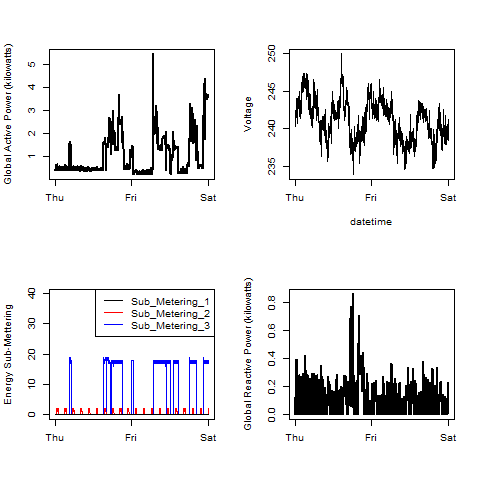 Global Active Power (kilowatts)
5
4
3
2
1
Thu Fri Sat
Voltage
250
245
240
235
Thu Fri Sat
datetime
Energy Sub-Mettering
40
30
20
10
0
Sub_Metering_1
Sub_Metering_2
Sub_Metering_3
Thu Fri Sat
Global Reactive Power (kilowatts)
0.8
0.6
0.4
0.2
0.0
Thu Fri Sat